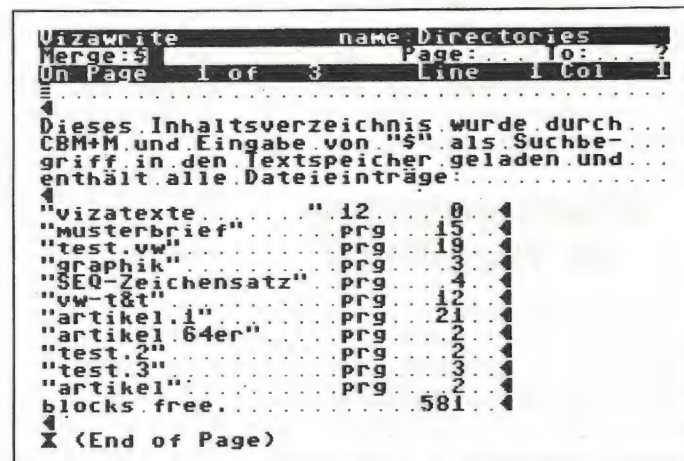 Vizawrite name:Directories
Merge:$ Page:... To:... ?
On Page 1 of 3 Line 1 Col 1
Dieses Inhaltsverzeichnis wurde durch
CBM+M und Eingabe von "$" als Suchbe-
griff in den Textspeicher geladen und
enthält alle Dateieinträge:
"vizatexte " 12 0
"musterbrief" prg 15
"test.vw" prg 19
"graphik" prg 3
"SEQ-Zeichensatz" prg 4
"vw-t&t" prg 12
"artikel.i" prg 21
"artikel 64er" prg 2
"test.2" prg 2
"test.3" prg 3
"artikel" prg 2
blocks free. 581
(End of Page)